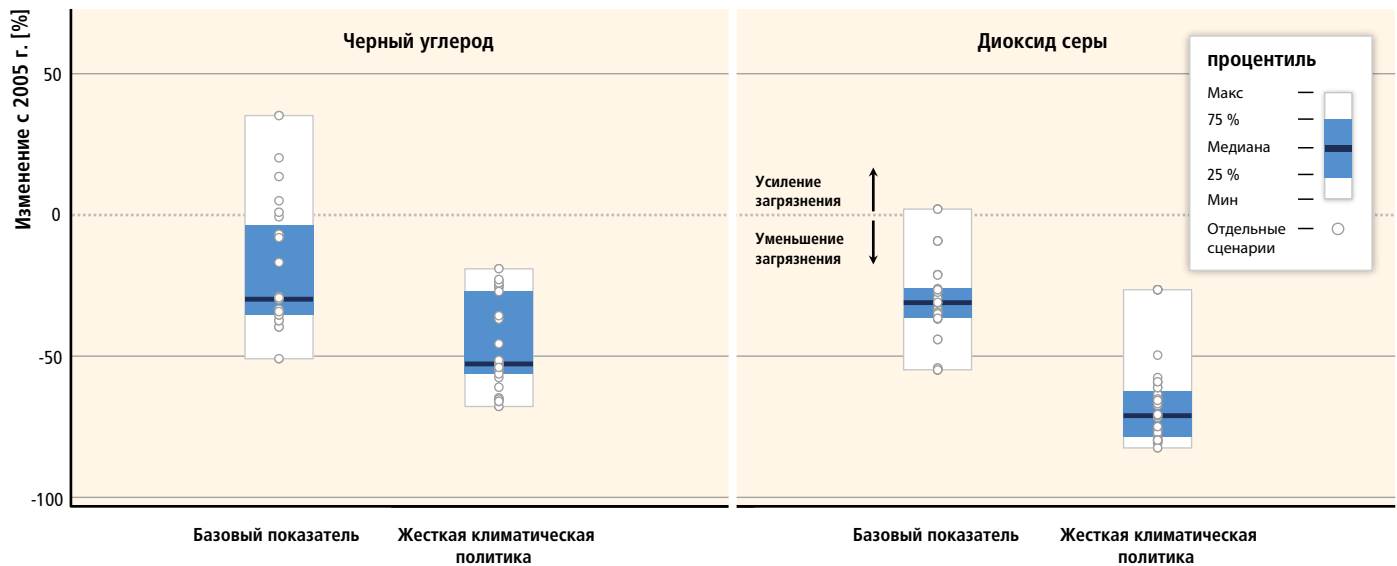 Изменение с 2005 г. [%]
50
0
-50
-100
Черный углерод
Базовый показатель
Жесткая климатическая
политика
Диоксид серы
Усиление
загрязнения
Уменьшение
загрязнения
Базовый показатель
Жесткая климатическая
политика
процентиль
Макс
75 %
Медиана
25 %
Мин
Отдельные
сценарии